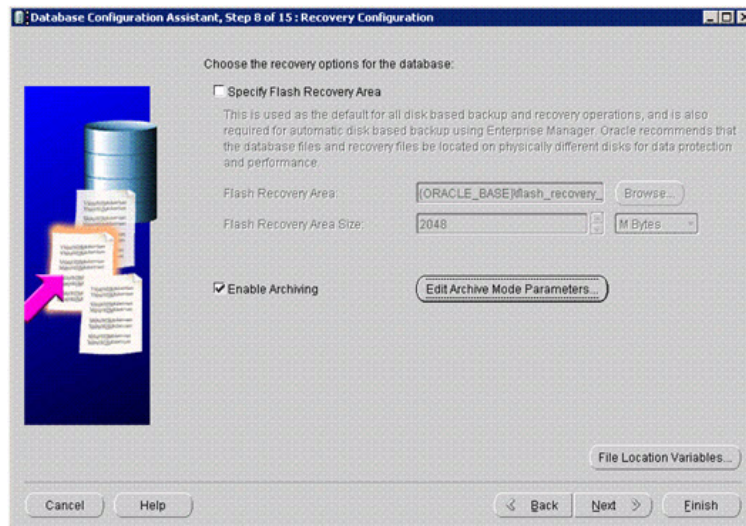 Database Configuration Assistant, Step 8 of 15 : Recovery Configuration
Choose the recovery options for the database:
Specify Flash Recovery Area
This is used as the default for all disk based backup and recovery operations, and is also
required for automatic disk based backup using Enterprise Manager. Oracle recommends that
the database files and recovery files be located on physically different disks for data protection
and performance.
Flash Recovery Area: {ORACLE_BASE}\flash_recovery_ Browse...
Flash Recovery Area Size: 2048 M Bytes
Enable Archiving Edit Archive Mode Parameters...
File Location Variables...
Cancel Help Back Next Finish